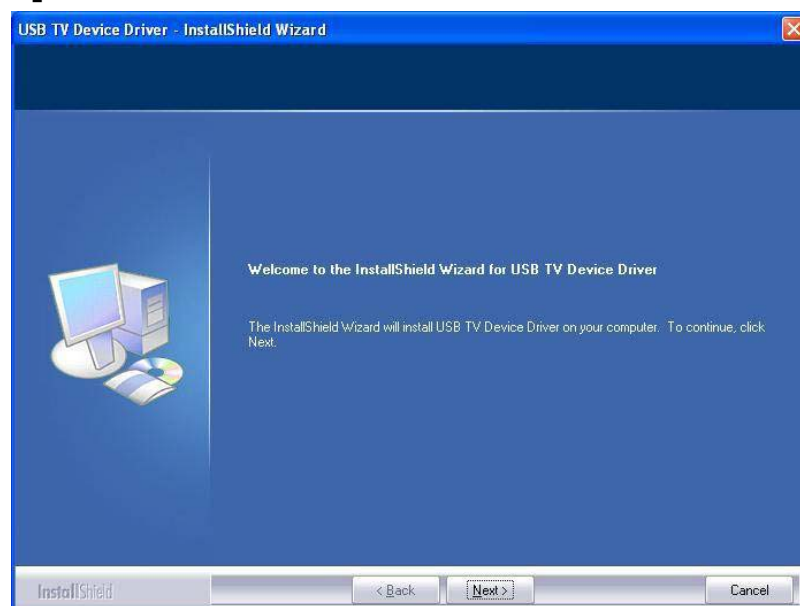 USB TV Device Driver - InstallShield Wizard
Welcome to the InstallShield Wizard for USB TV Device Driver
The InstallShield Wizard will install USB TV Device Driver on your computer. To continue, click
Next.
InstallShield
< Back
Next >
Cancel